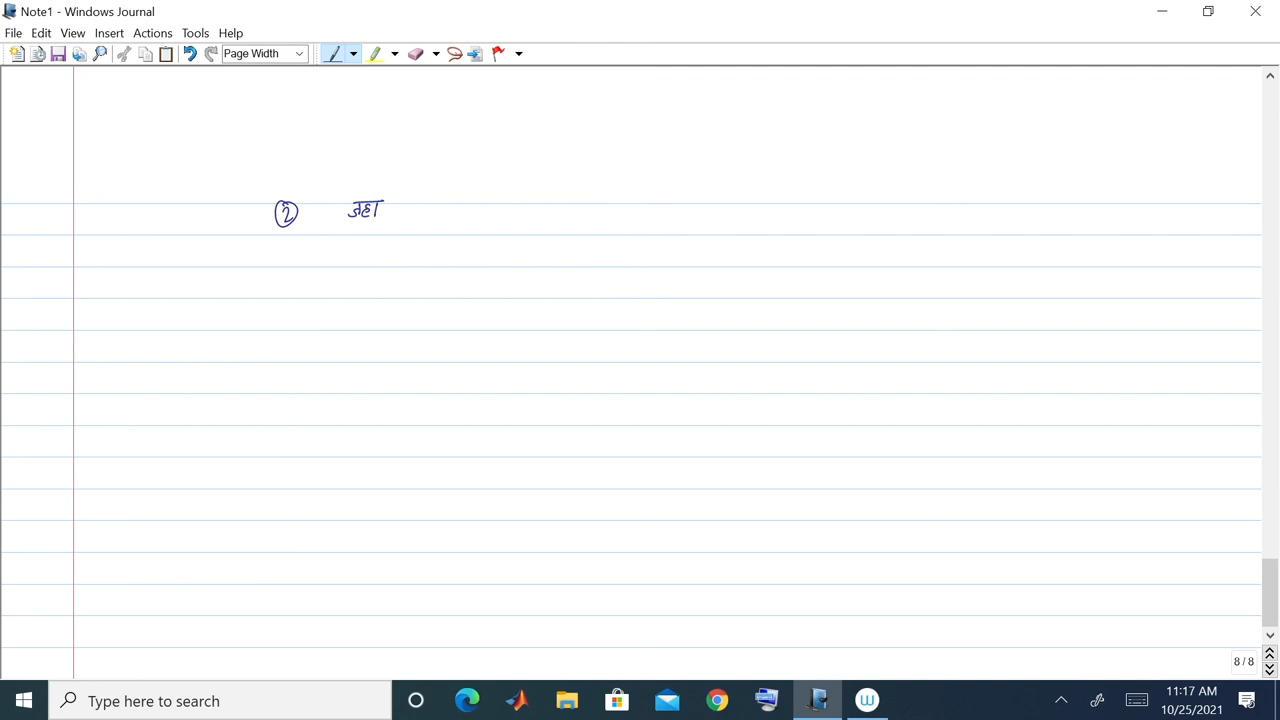 Note1 - Windows Journal
File Edit View Insert Actions Tools Help
Page Width
② जहा
8 / 8
Type here to search
11:17 AM
10/25/2021